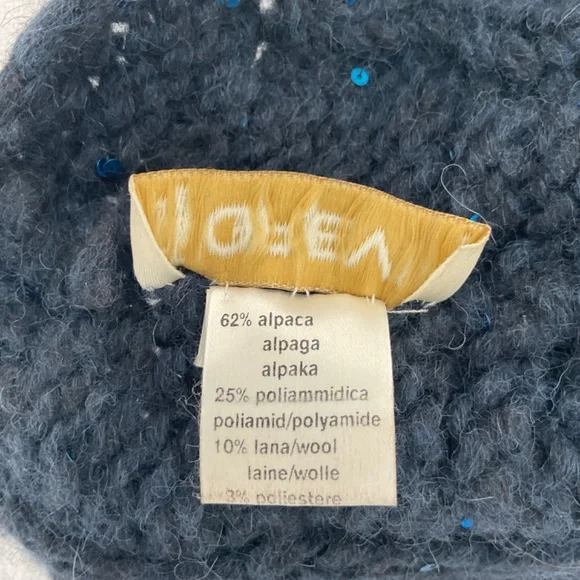 62% alpaca
alpaga
alpaka
25% poliammidica
poliamid/polyamide
10% lana/wool
laine/wolle
3% poliestere